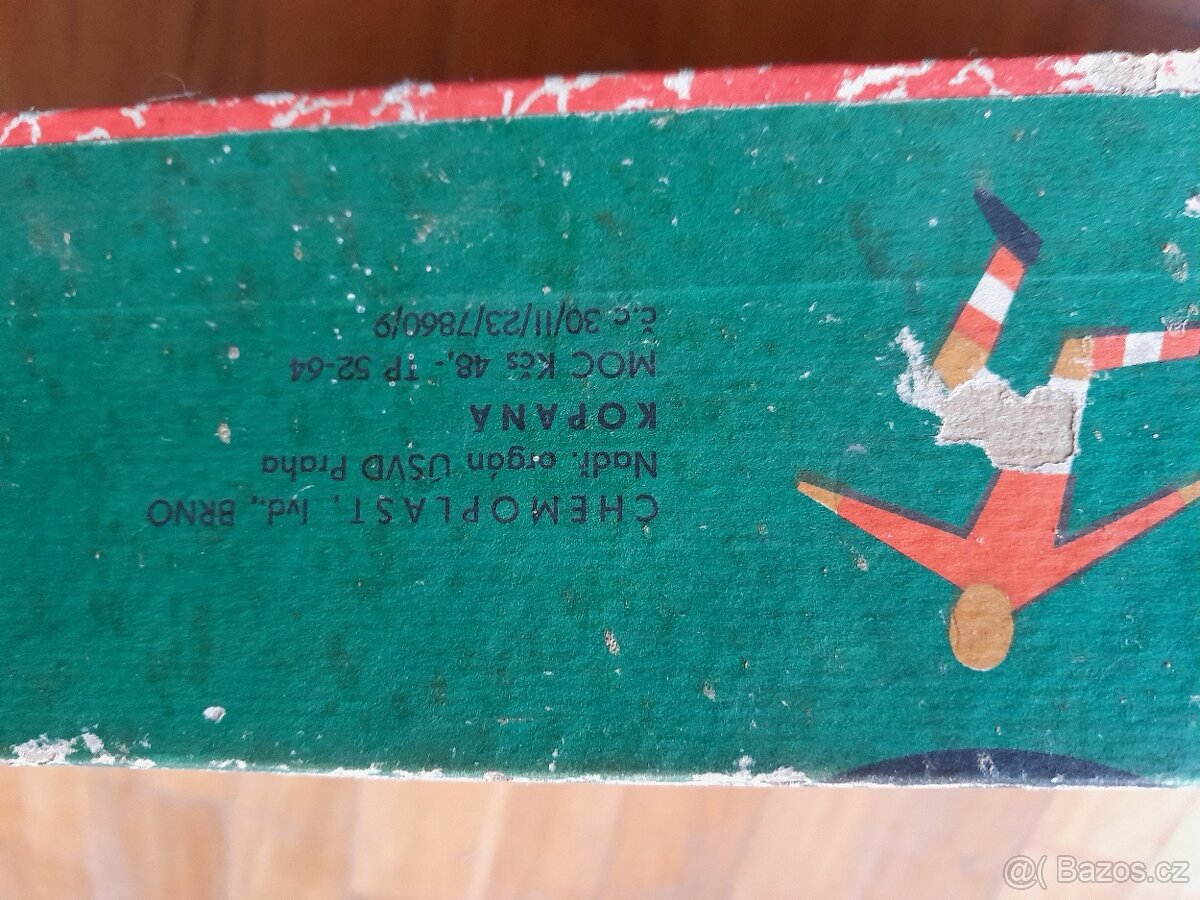 CHEMOPLAST, lvd., BRNO
Nadř. orgán ÚSVD Praha
KOPANÁ
MOC Kčs 48,- TP 52-64
č.c 30/II/23/7860/9
@( Bazos.cz